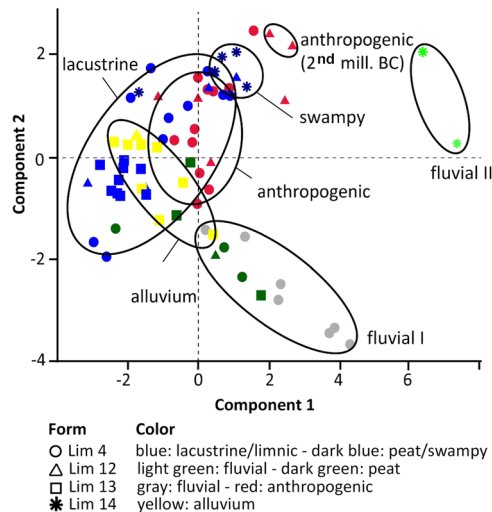 2
0
-2
-4
Component 2
lacustrine
anthropogenic
(2nd mill. BC)
swampy
fluvial II
anthropogenic
alluvium
fluvial I
-2
0
2
4
6
Component 1
Form Color
Lim 4 blue: lacustrine/limnic - dark blue: peat/swampy
Lim 12 light green: fluvial - dark green: peat
Lim 13 gray: fluvial - red: anthropogenic
Lim 14 yellow: alluvium